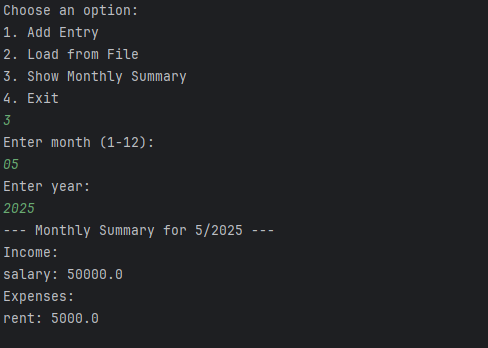 Choose an option:
1. Add Entry
2. Load from File
3. Show Monthly Summary
4. Exit
3
Enter month (1-12):
05
Enter year:
2025
--- Monthly Summary for 5/2025 ---
Income:
salary: 50000.0
Expenses:
rent: 5000.0